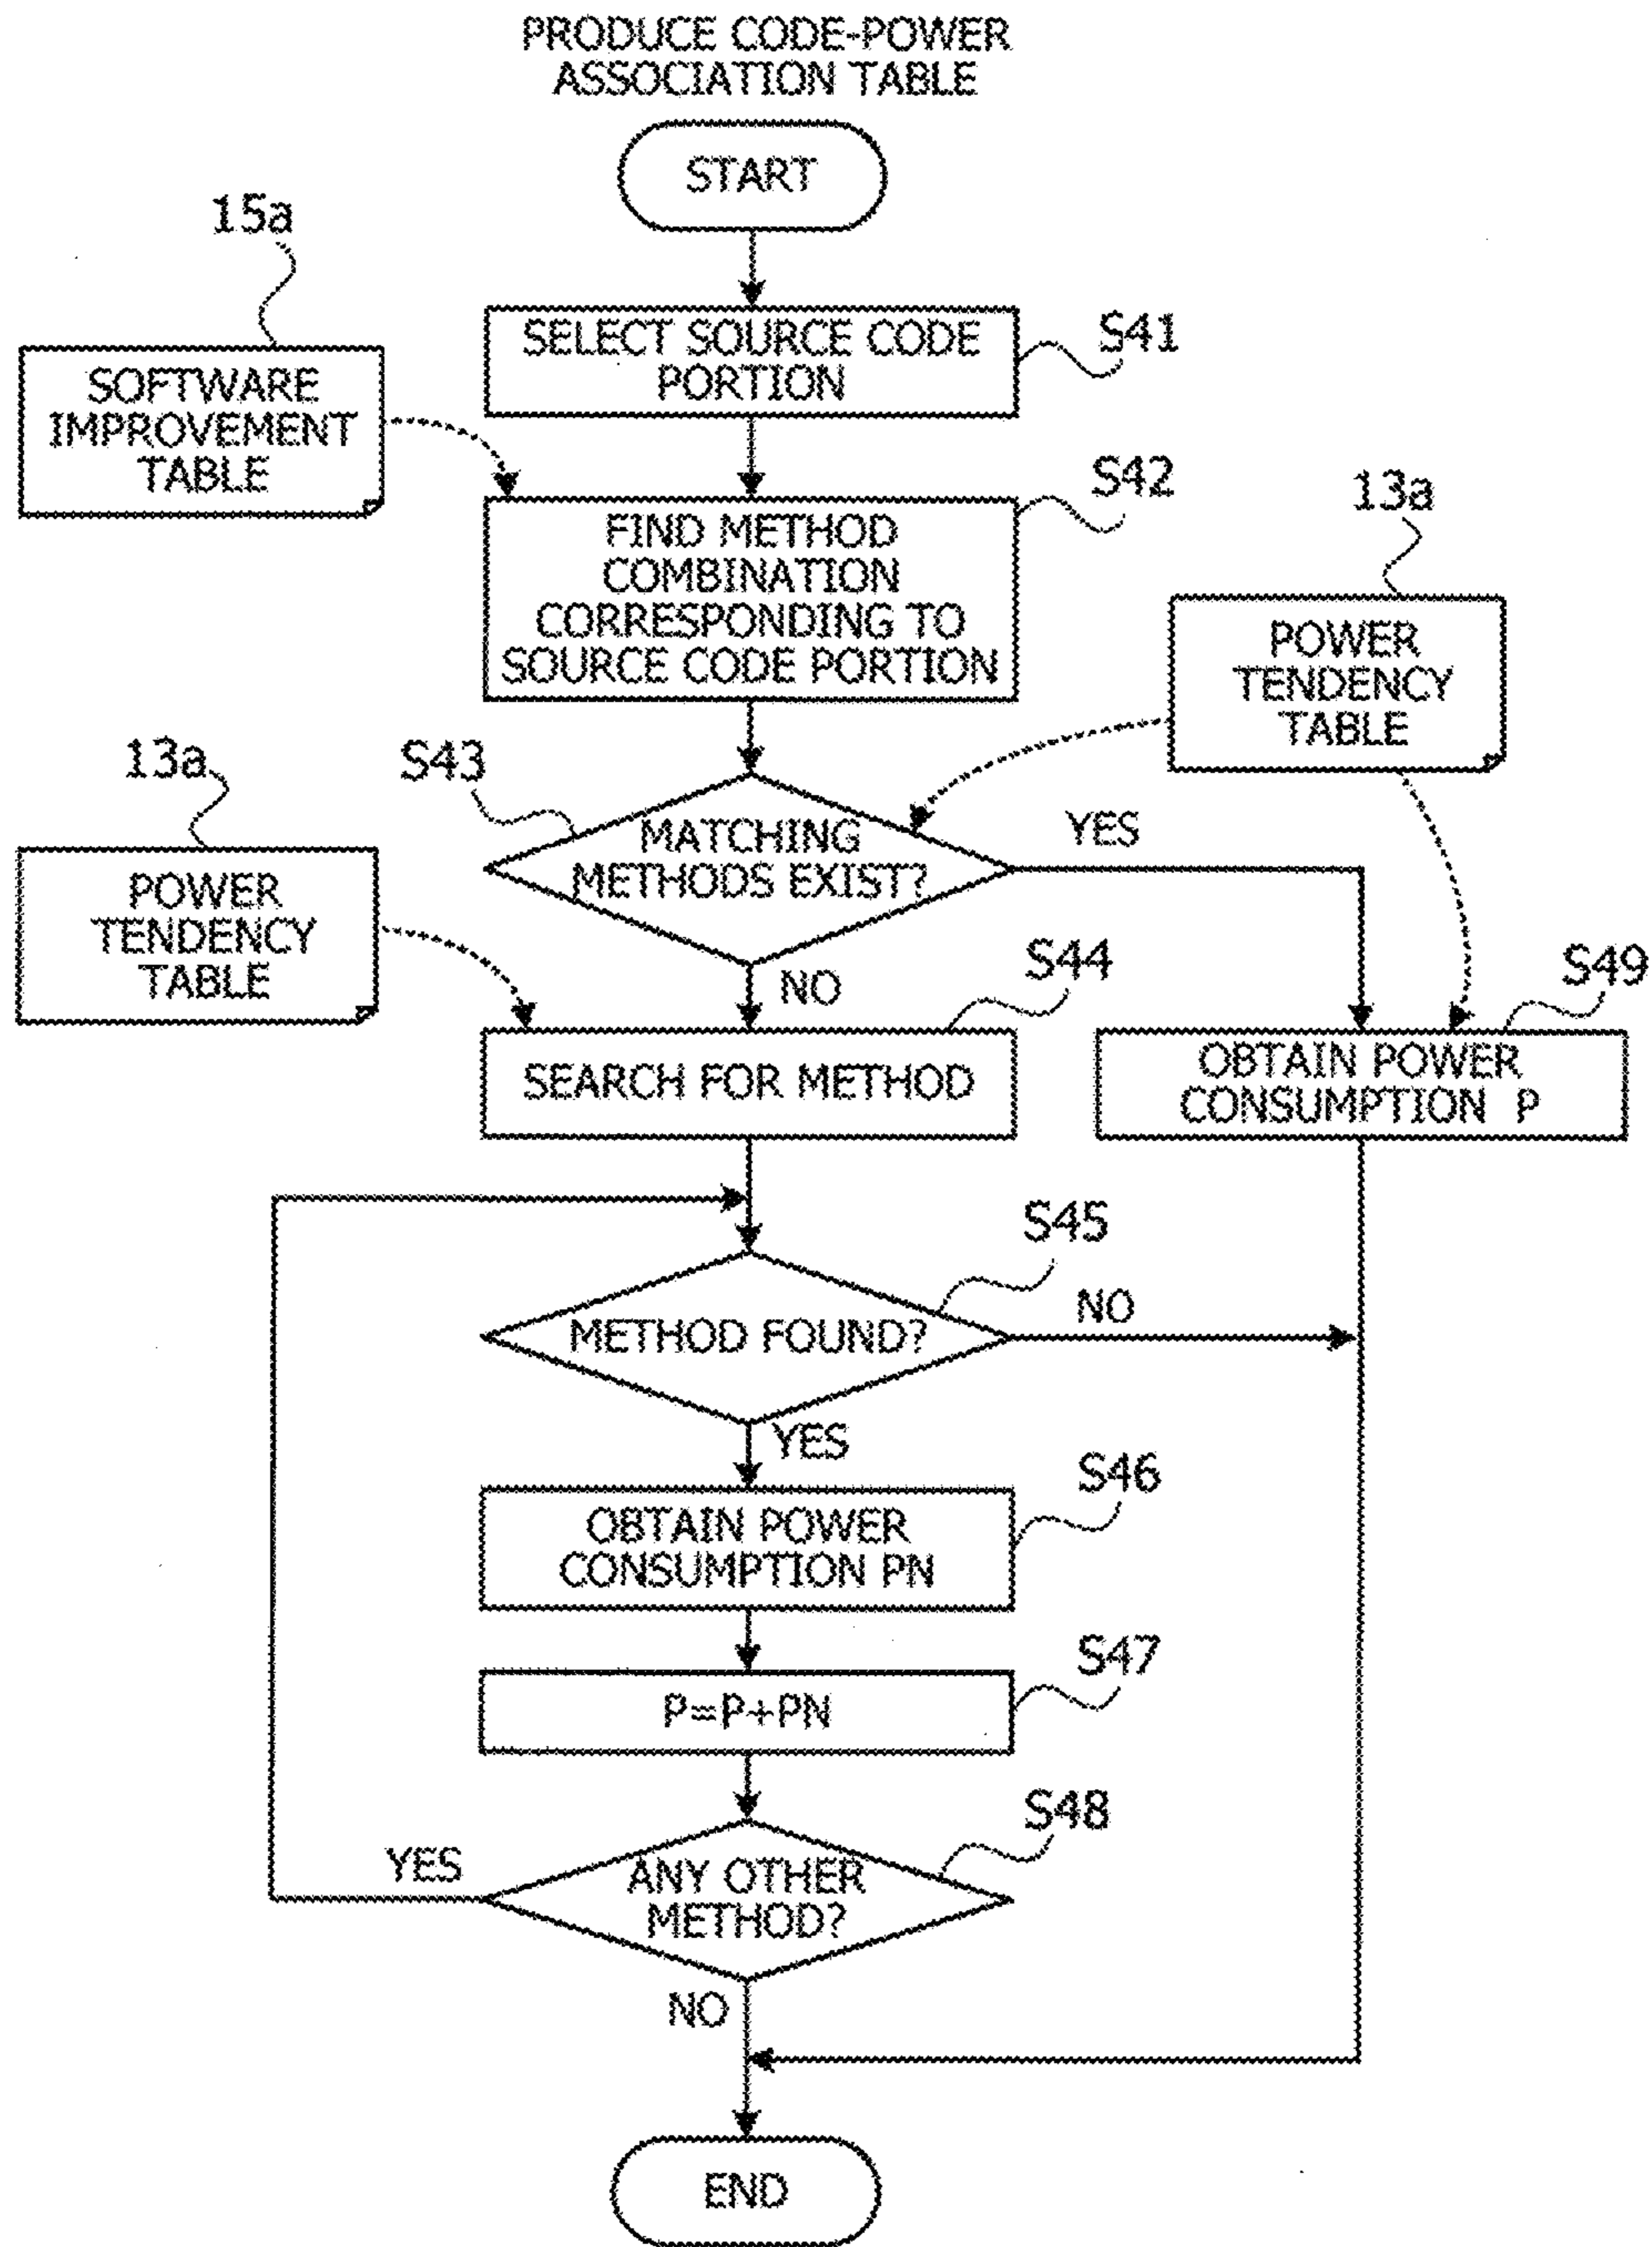 PRODUCE CODE-POWER
ASSOCIATION TABLE
START
15a
SELECT SOURCE CODE
PORTION
S41
SOFTWARE
IMPROVEMENT
TABLE
S42
FIND METHOD
COMBINATION
CORRESPONDING TO
SOURCE CODE PORTION
13a
POWER
TENDENCY
TABLE
13a
S43
MATCHING
METHODS EXIST?
YES
POWER
TENDENCY
TABLE
NO
S44
S49
SEARCH FOR METHOD
OBTAIN POWER
CONSUMPTION P
S45
METHOD FOUND?
NO
YES
S46
OBTAIN POWER
CONSUMPTION PN
S47
P=P+PN
S48
YES
ANY OTHER
METHOD?
NO
END